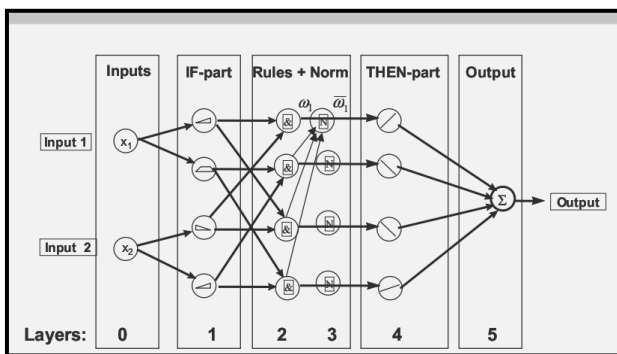 Inputs IF-part Rules + Norm THEN-part Output
ω₁ ω̅₁
& N
Input 1 x₁
& N
Σ Output
& N
Input 2 x₂
& N
Layers: 0 1 2 3 4 5